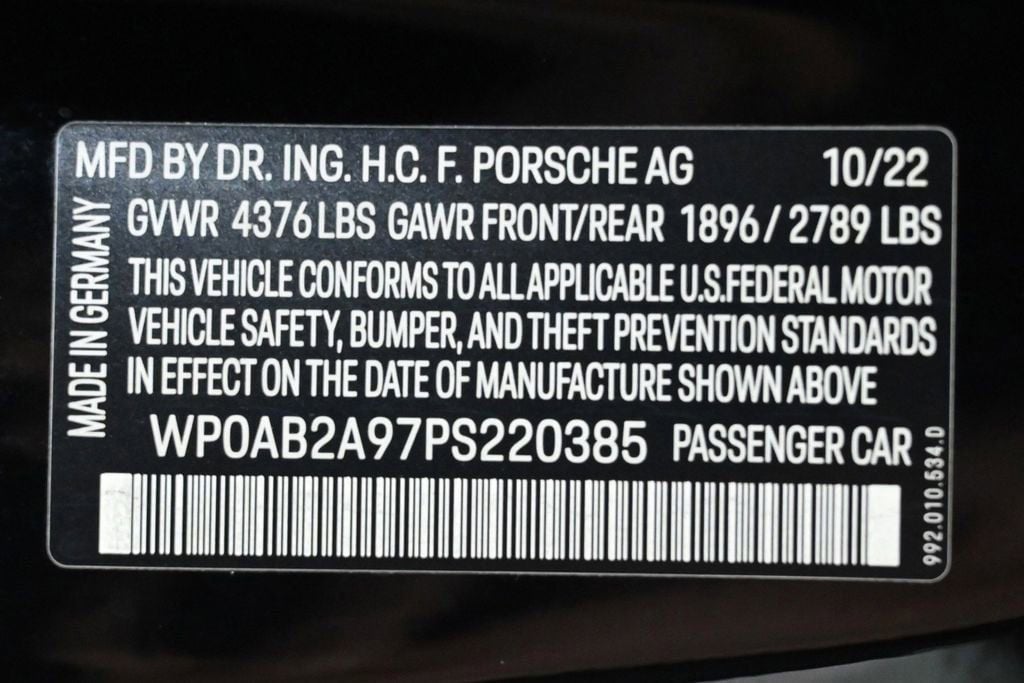 MFD BY DR. ING. H.C. F. PORSCHE AG 10/22
GVWR 4376 LBS GAWR FRONT/REAR 1896 / 2789 LBS
THIS VEHICLE CONFORMS TO ALL APPLICABLE U.S.FEDERAL MOTOR
VEHICLE SAFETY, BUMPER, AND THEFT PREVENTION STANDARDS
IN EFFECT ON THE DATE OF MANUFACTURE SHOWN ABOVE
WP0AB2A97PS220385 PASSENGER CAR
MADE IN GERMANY
992.010.534.D